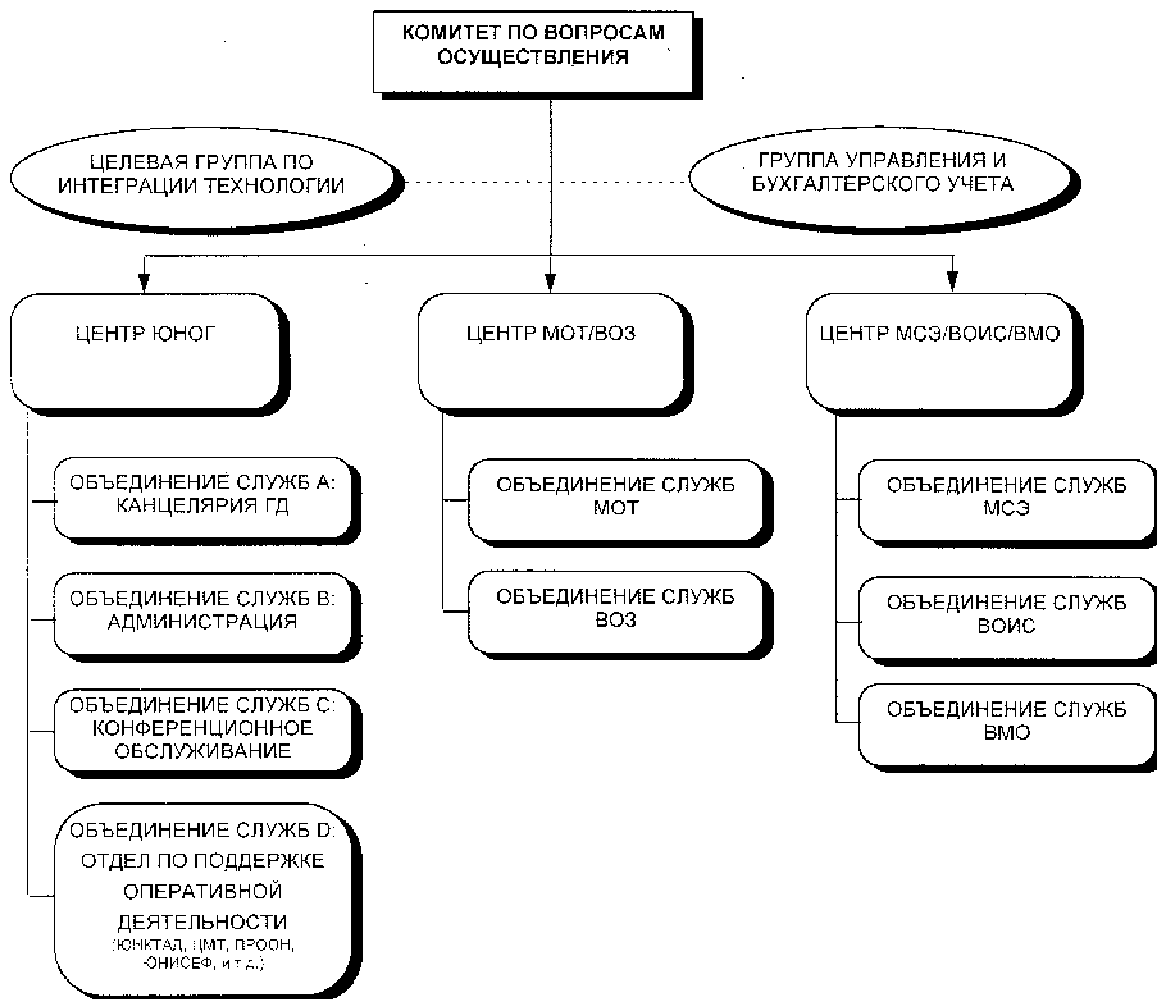 КОМИТЕТ ПО ВОПРОСАМ
ОСУЩЕСТВЛЕНИЯ
ЦЕЛЕВАЯ ГРУППА ПО
ИНТЕГРАЦИИ ТЕХНОЛОГИИ
ГРУППА УПРАВЛЕНИЯ И
БУХГАЛТЕРСКОГО УЧЕТА
ЦЕНТР ЮНОГ
ЦЕНТР МОТ/ВОЗ
ЦЕНТР МСЭ/ВОИС/ВМО
ОБЪЕДИНЕНИЕ СЛУЖБ A:
КАНЦЕЛЯРИЯ ГД
ОБЪЕДИНЕНИЕ СЛУЖБ B:
АДМИНИСТРАЦИЯ
ОБЪЕДИНЕНИЕ СЛУЖБ C:
КОНФЕРЕНЦИОННОЕ
ОБСЛУЖИВАНИЕ
ОБЪЕДИНЕНИЕ СЛУЖБ D:
ОТДЕЛ ПО ПОДДЕРЖКЕ
ОПЕРАТИВНОЙ
ДЕЯТЕЛЬНОСТИ
(ЮНКТАД, ЦМТ, ПРООН,
ЮНИСЕФ, и т.д.)
ОБЪЕДИНЕНИЕ СЛУЖБ
МОТ
ОБЪЕДИНЕНИЕ СЛУЖБ
ВОЗ
ОБЪЕДИНЕНИЕ СЛУЖБ
МСЭ
ОБЪЕДИНЕНИЕ СЛУЖБ
ВОИС
ОБЪЕДИНЕНИЕ СЛУЖБ
ВМО